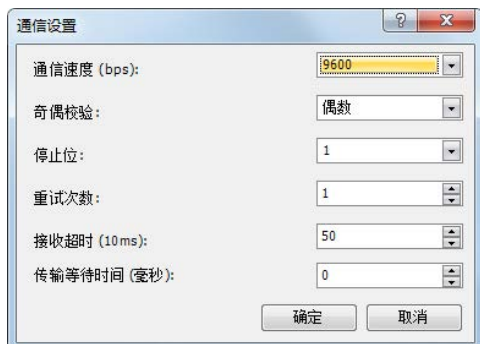 通信设置
通信速度 (bps): 9600
奇偶校验: 偶数
停止位: 1
重试次数: 1
接收超时 (10ms): 50
传输等待时间 (毫秒): 0
确定 取消